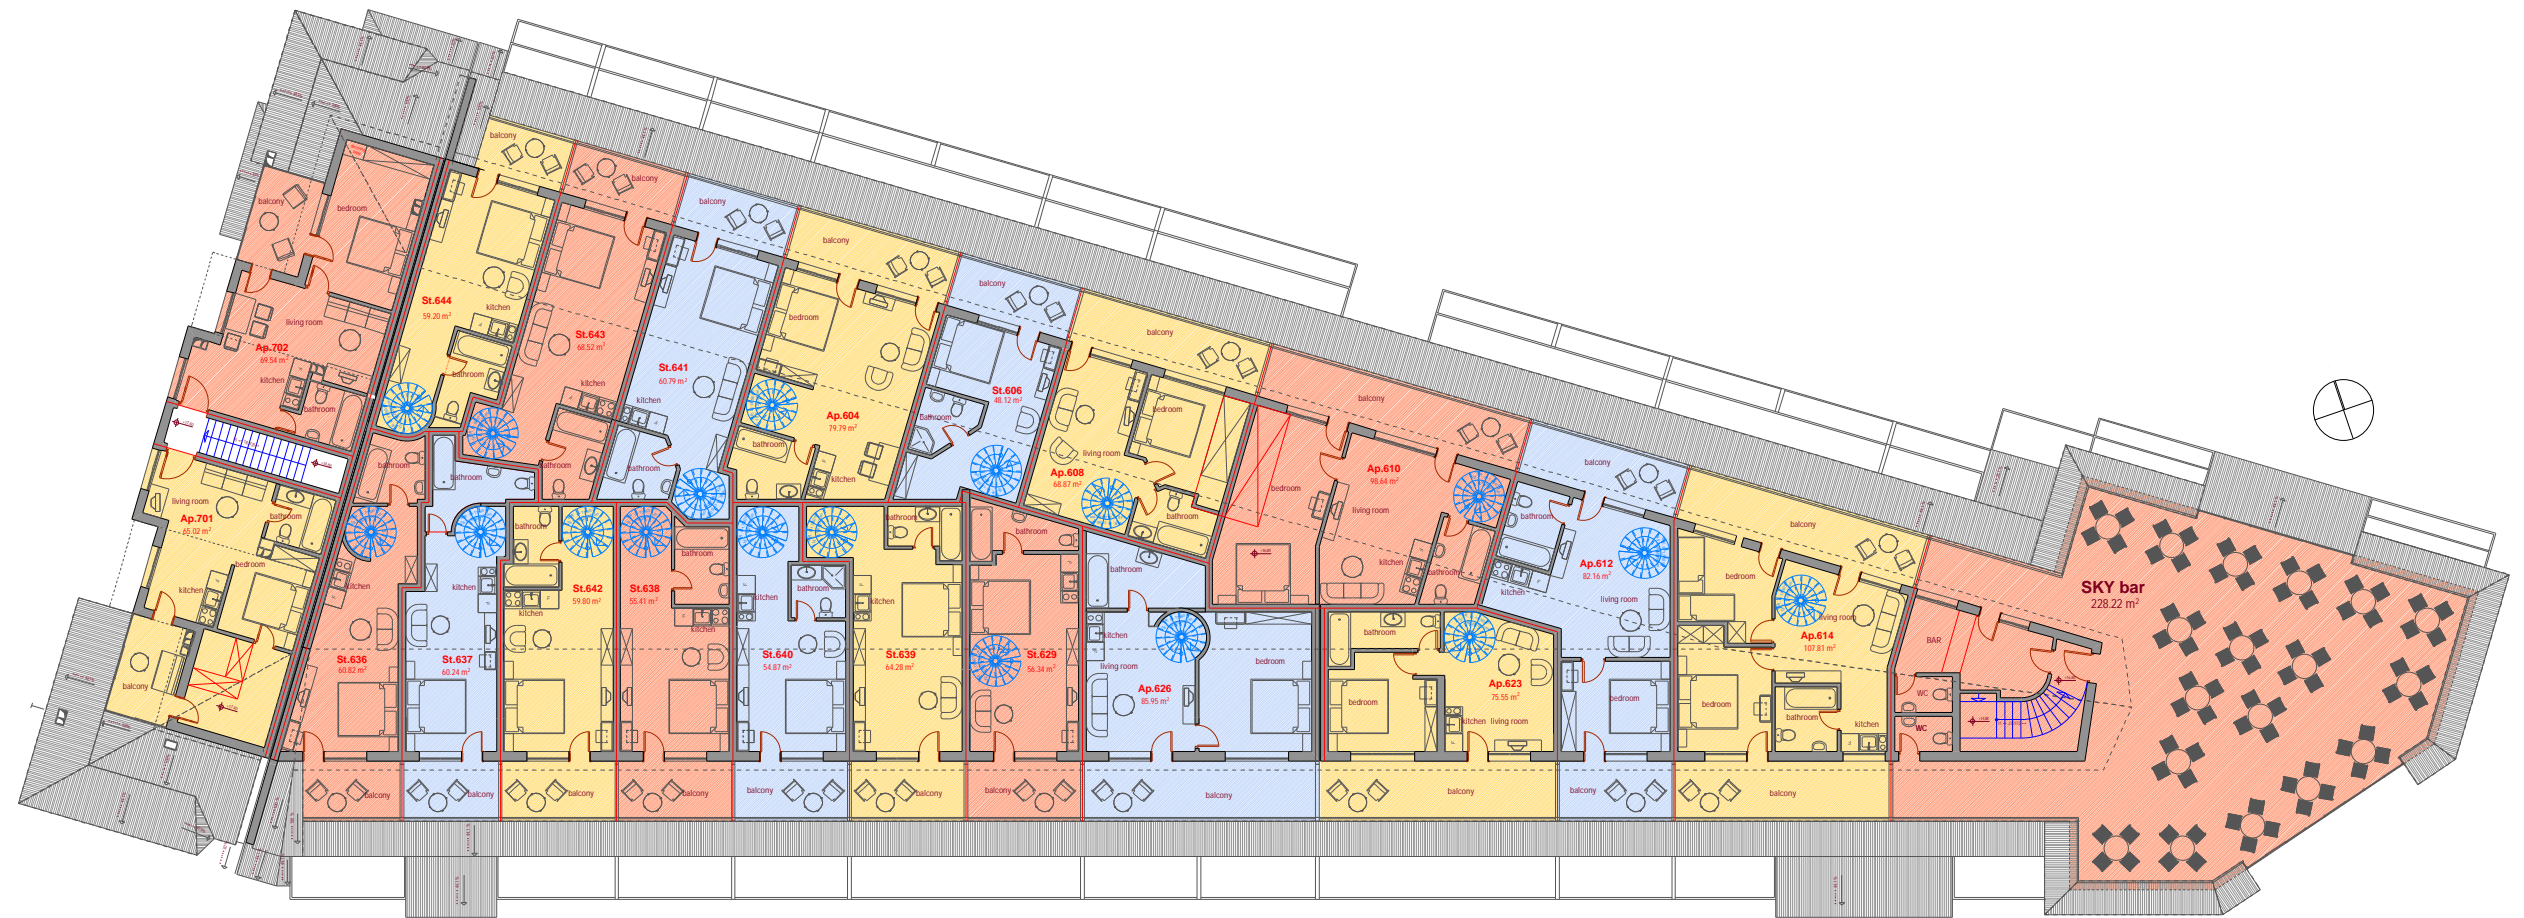 balcony
balcony
balcony
bedroom
St.644
59.20 m²
kitchen
bathroom
balcony
living room
Ap.702
69.54 m²
kitchen
bathroom
St.643
68.52 m²
kitchen
bathroom
balcony
St.641
60.79 m²
kitchen
bathroom
balcony
bedroom
Ap.604
79.79 m²
bathroom
kitchen
balcony
St.606
48.12 m²
bathroom
balcony
bedroom
living room
Ap.608
68.87 m²
bathroom
balcony
bedroom
Ap.610
98.64 m²
living room
kitchen
bathroom
balcony
bathroom
Ap.612
82.16 m²
kitchen
living room
bedroom
balcony
balcony
bedroom
living room
Ap.614
107.81 m²
bedroom
bathroom
kitchen
balcony
SKY bar
228.22 m²
BAR
WC
WC
living room
Ap.701
65.02 m²
bathroom
bedroom
kitchen
balcony
bathroom
kitchen
St.636
60.82 m²
balcony
bathroom
kitchen
St.637
60.24 m²
balcony
bathroom
St.642
59.80 m²
kitchen
balcony
St.638
55.41 m²
bathroom
kitchen
balcony
kitchen
bathroom
St.640
54.87 m²
balcony
bathroom
kitchen
St.639
64.28 m²
balcony
bathroom
kitchen
St.629
56.34 m²
balcony
bathroom
kitchen
living room
Ap.626
85.95 m²
bedroom
balcony
bathroom
Ap.623
75.55 m²
bedroom
kitchen
living room
balcony